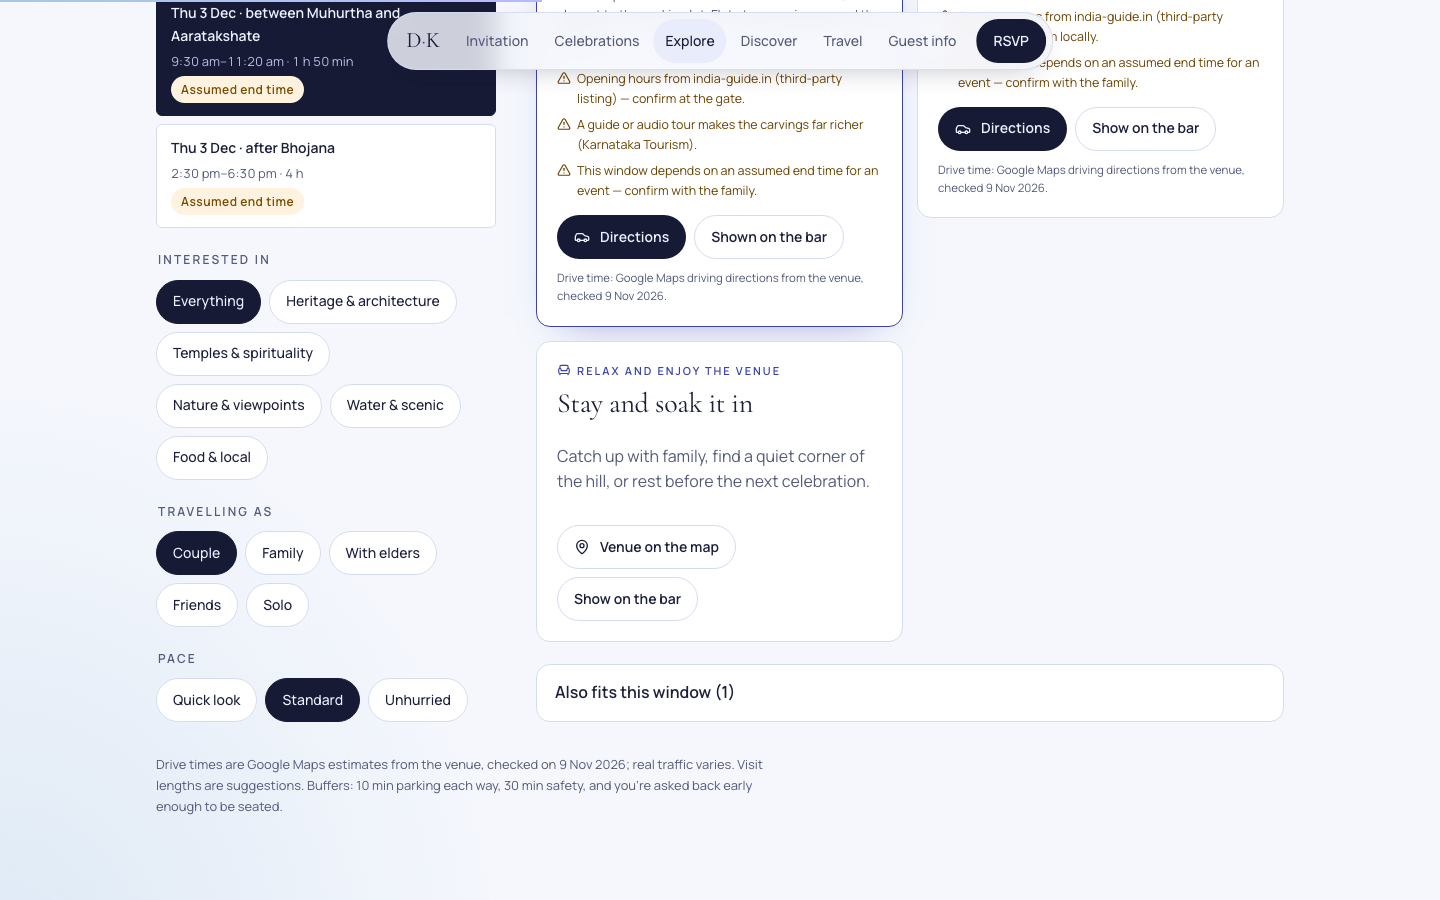 D·K
Invitation
Celebrations
Explore
Discover
Travel
Guest info
RSVP
Thu 3 Dec · between Muhurtha and
Aaratakshate
9:30 am–11:20 am · 1 h 50 min
Assumed end time
Thu 3 Dec · after Bhojana
2:30 pm–6:30 pm · 4 h
Assumed end time
INTERESTED IN
Everything
Heritage & architecture
Temples & spirituality
Nature & viewpoints
Water & scenic
Food & local
TRAVELLING AS
Couple
Family
With elders
Friends
Solo
PACE
Quick look
Standard
Unhurried
Opening hours from india-guide.in (third-party
listing) — confirm at the gate.
A guide or audio tour makes the carvings far richer
(Karnataka Tourism).
This window depends on an assumed end time for an
event — confirm with the family.
Directions
Shown on the bar
Drive time: Google Maps driving directions from the venue,
checked 9 Nov 2026.
RELAX AND ENJOY THE VENUE
Stay and soak it in
Catch up with family, find a quiet corner of
the hill, or rest before the next celebration.
Venue on the map
Show on the bar
from india-guide.in (third-party
locally.
depends on an assumed end time for an
event — confirm with the family.
Directions
Show on the bar
Drive time: Google Maps driving directions from the venue,
checked 9 Nov 2026.
Also fits this window (1)
Drive times are Google Maps estimates from the venue, checked on 9 Nov 2026; real traffic varies. Visit
lengths are suggestions. Buffers: 10 min parking each way, 30 min safety, and you're asked back early
enough to be seated.